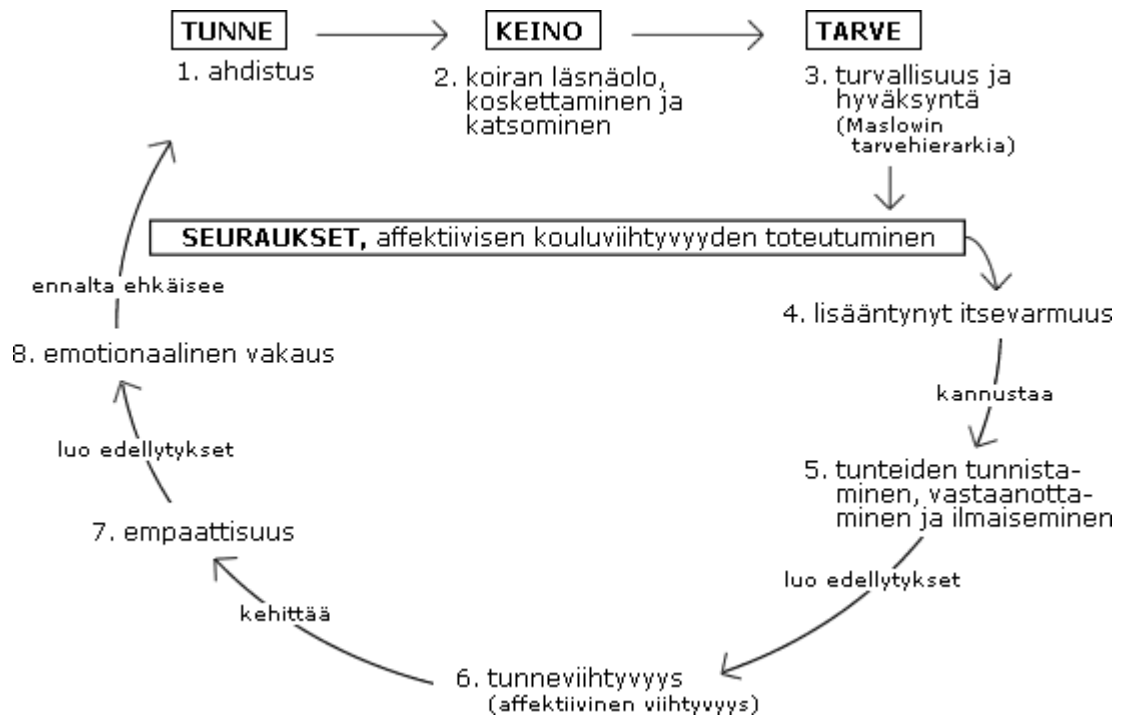 TUNNE
KEINO
TARVE
1. ahdistus
2. koiran läsnäolo,
koskettaminen ja
katsominen
3. turvallisuus ja
hyväksyntä
(Maslowin
tarvehierarkia)
SEURAUKSET, affektiivisen kouluviihtyvyyden toteutuminen
4. lisääntynyt itsevarmuus
kannustaa
5. tunteiden tunnista-
minen, vastaanotta-
minen ja ilmaiseminen
luo edellytykset
6. tunneviihtyvyys
(affektiivinen viihtyvyys)
kehittää
7. empaattisuus
luo edellytykset
8. emotionaalinen vakaus
ennalta ehkäisee